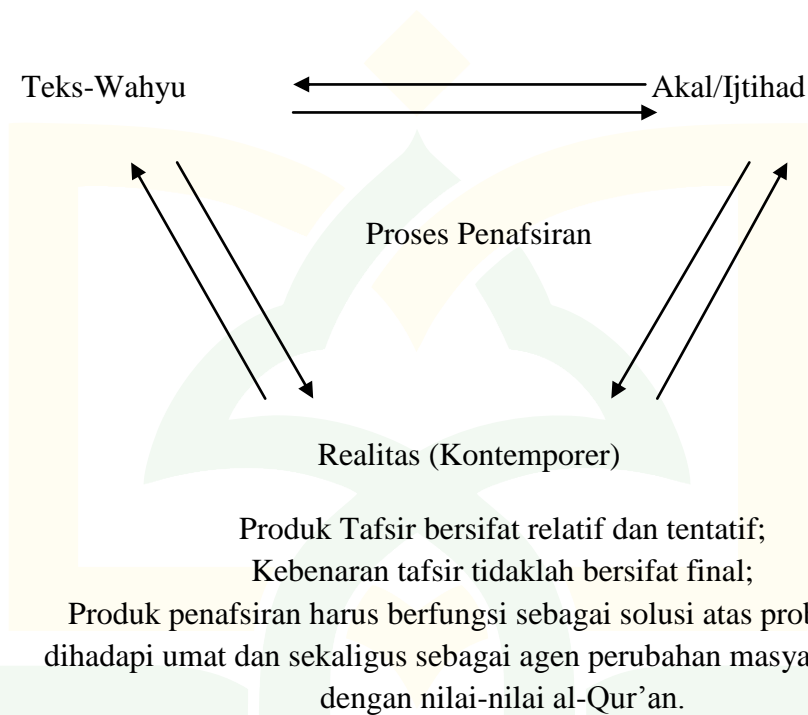 Teks-Wahyu Akal/Ijtihad
Proses Penafsiran
Realitas (Kontemporer)
Produk Tafsir bersifat relatif dan tentatif;
Kebenaran tafsir tidaklah bersifat final;
Produk penafsiran harus berfungsi sebagai solusi atas
dihadapi umat dan sekaligus sebagai agen perubahan
dengan nilai-nilai al-Qur’an.